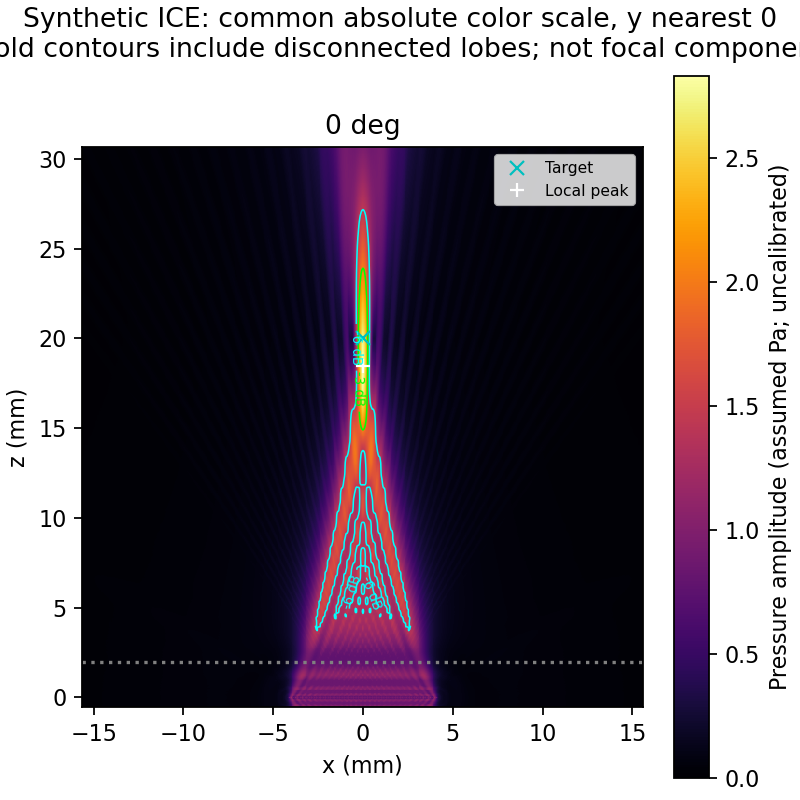 Synthetic ICE: common absolute color scale, y nearest 0
old contours include disconnected lobes; not focal componen
0 deg
Target
Local peak
30
25
20
15
10
5
0
z (mm)
−15
−10
−5
0
5
10
15
x (mm)
2.5
2.0
1.5
1.0
0.5
0.0
Pressure amplitude (assumed Pa; uncalibrated)